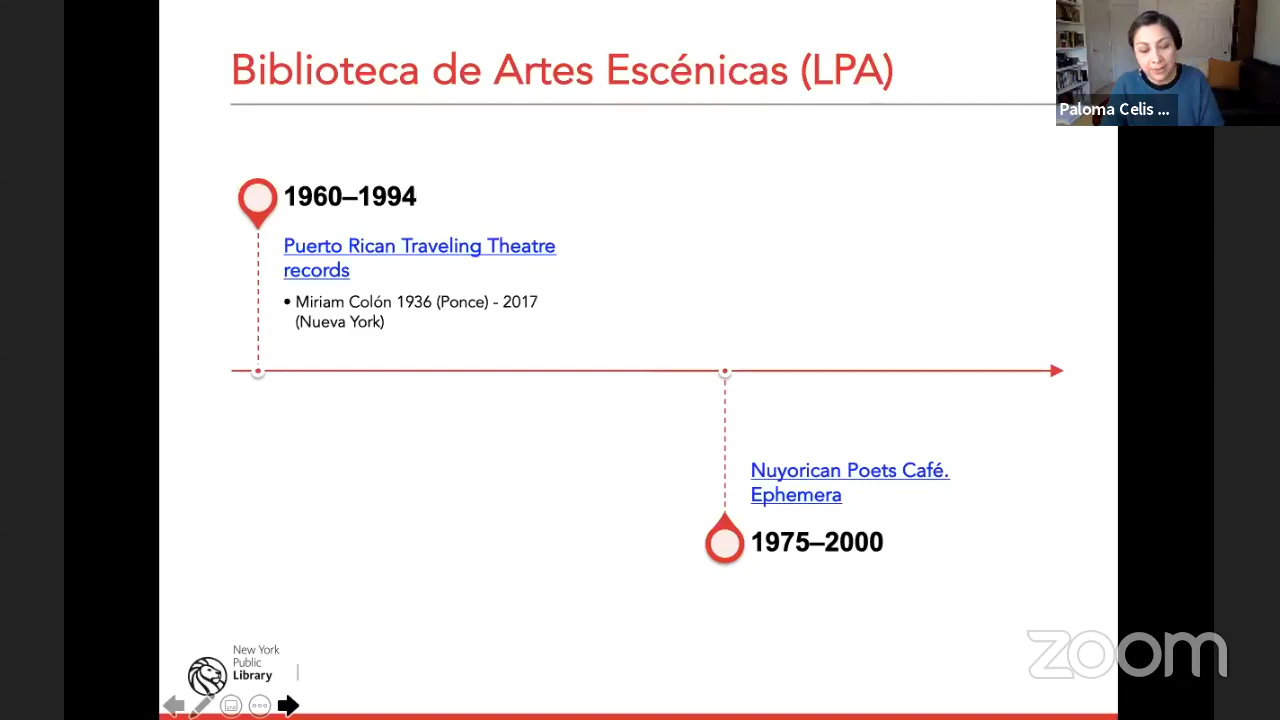 Biblioteca de Artes Escénicas (LPA)
Paloma Celis ...
1960–1994
Puerto Rican Traveling Theatre
records
• Miriam Colón 1936 (Ponce) - 2017
(Nueva York)
Nuyorican Poets Café.
Ephemera
1975–2000
New York
Public
Library
zoom